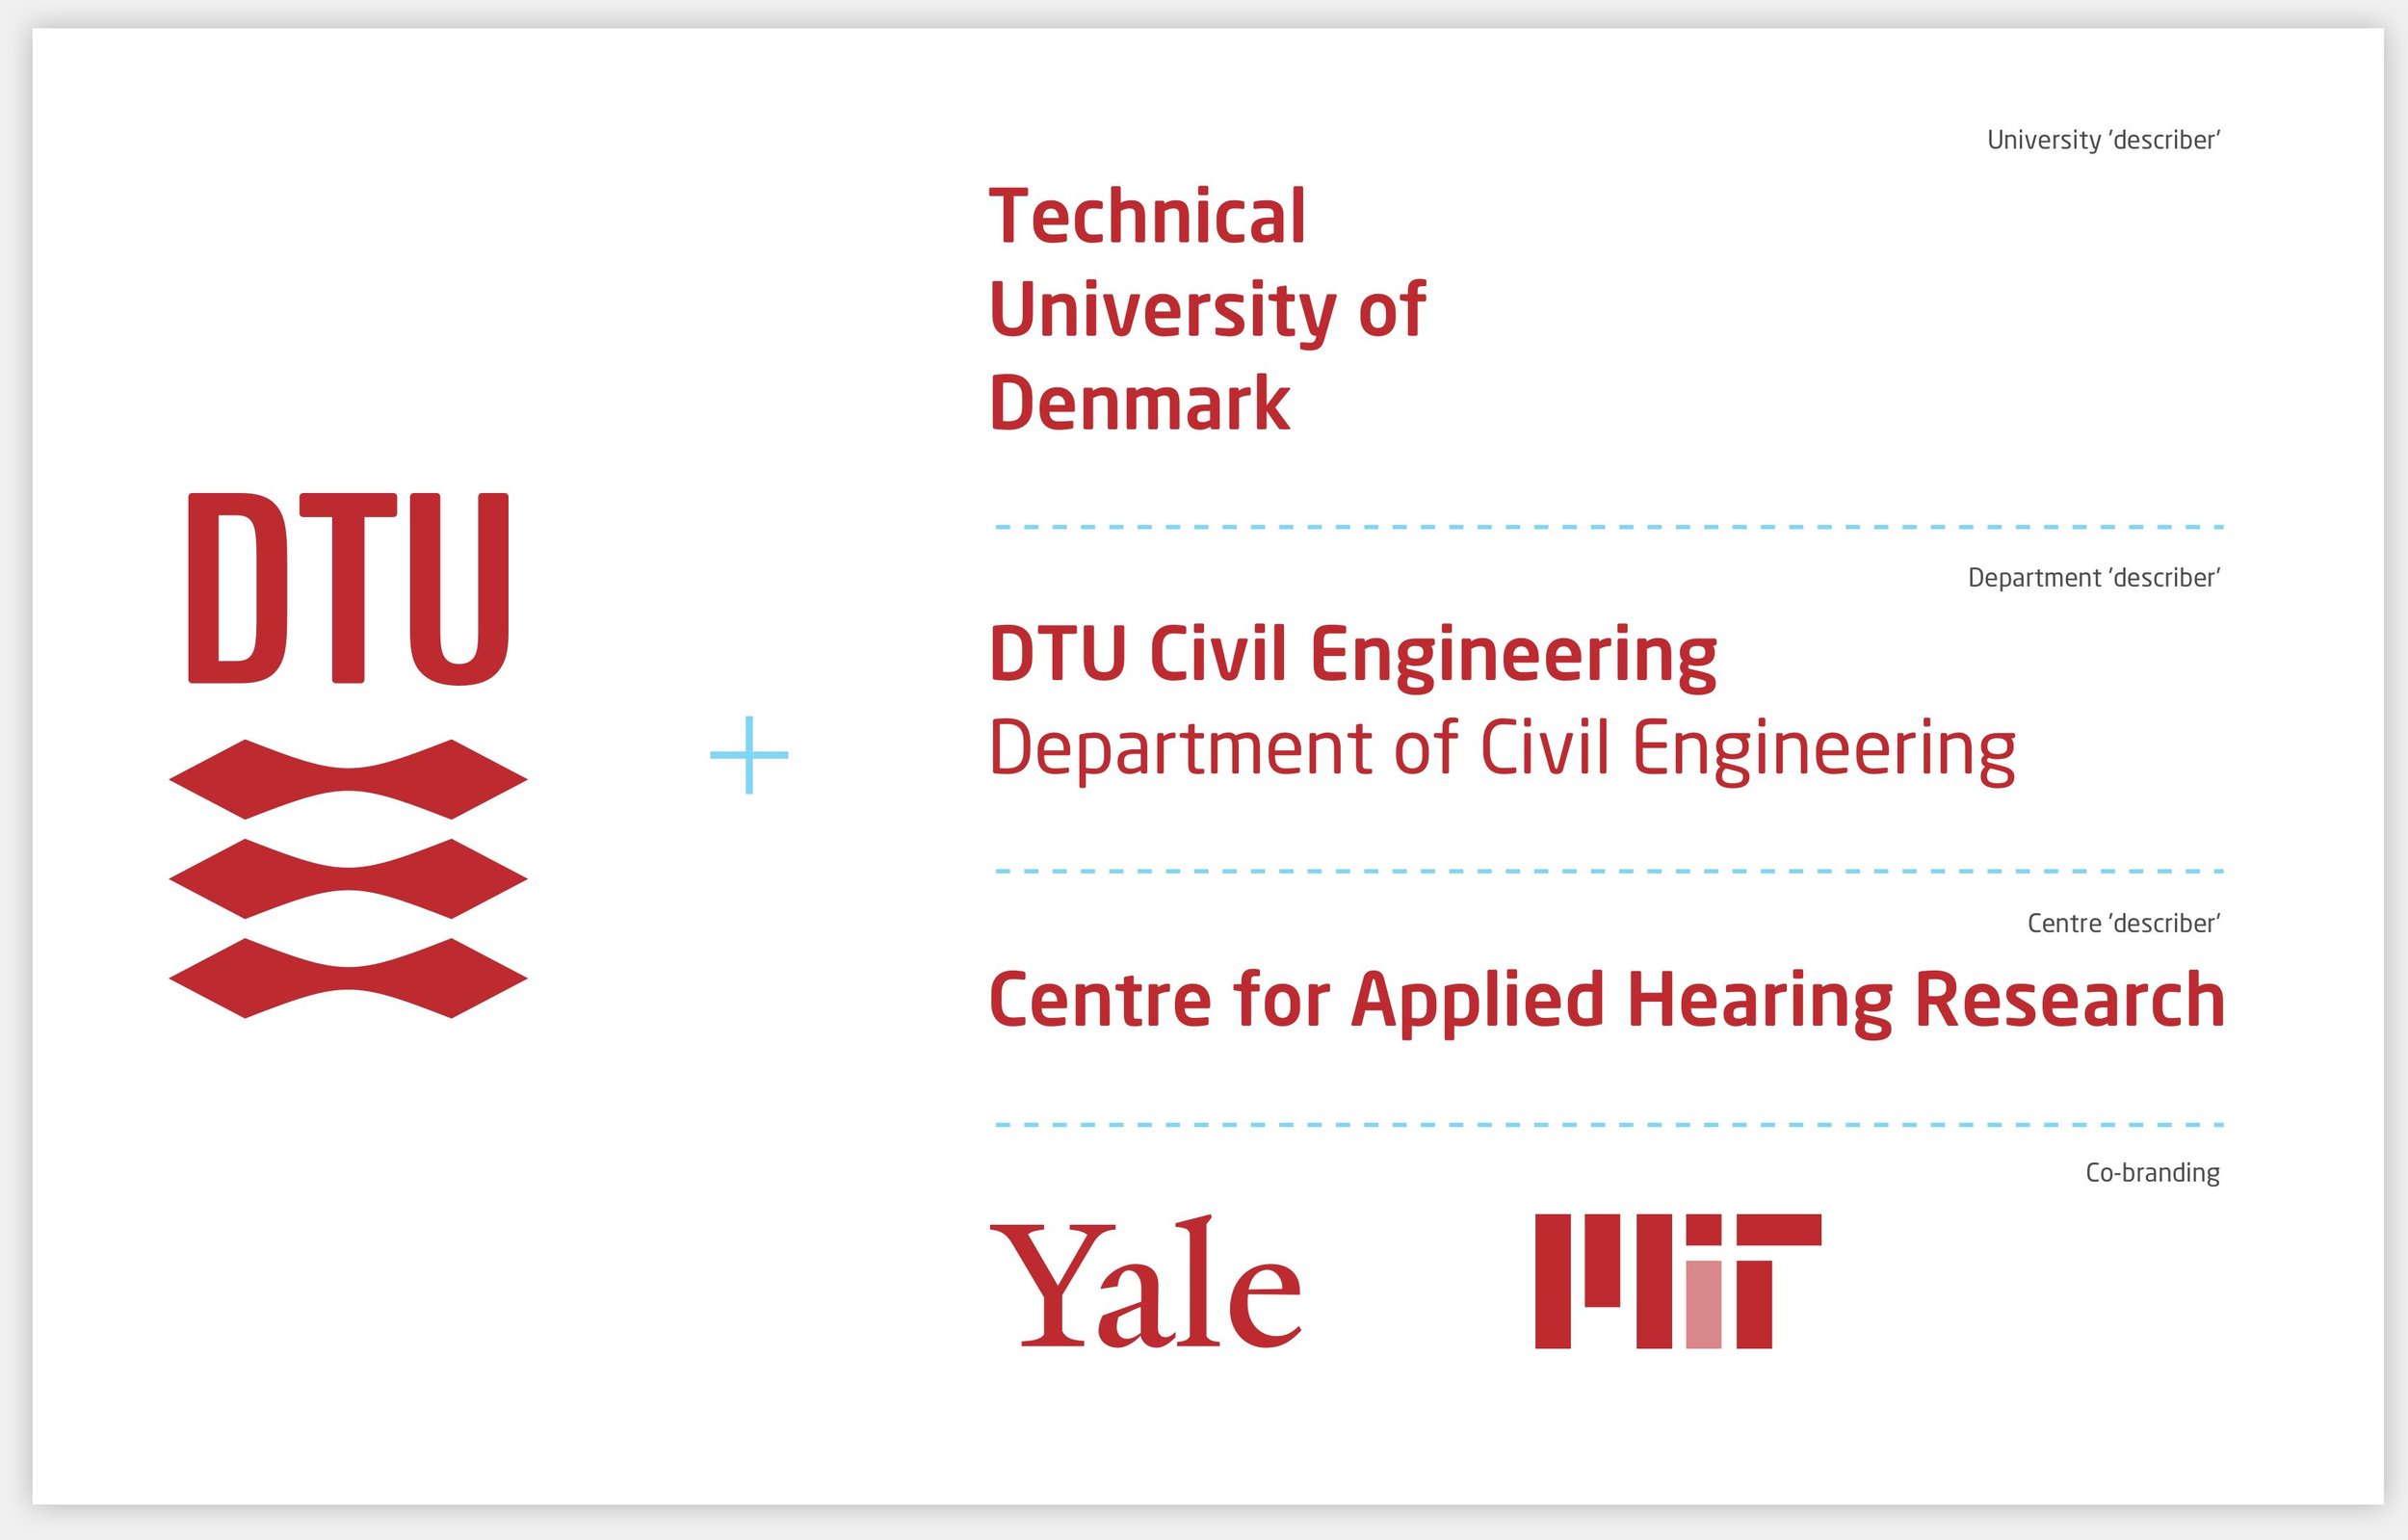 DTU
University 'describer'
Technical
University of
Denmark
Department 'describer'
DTU Civil Engineering
Department of Civil Engineering
Centre 'describer'
Centre for Applied Hearing Research
Co-branding
Yale MiT